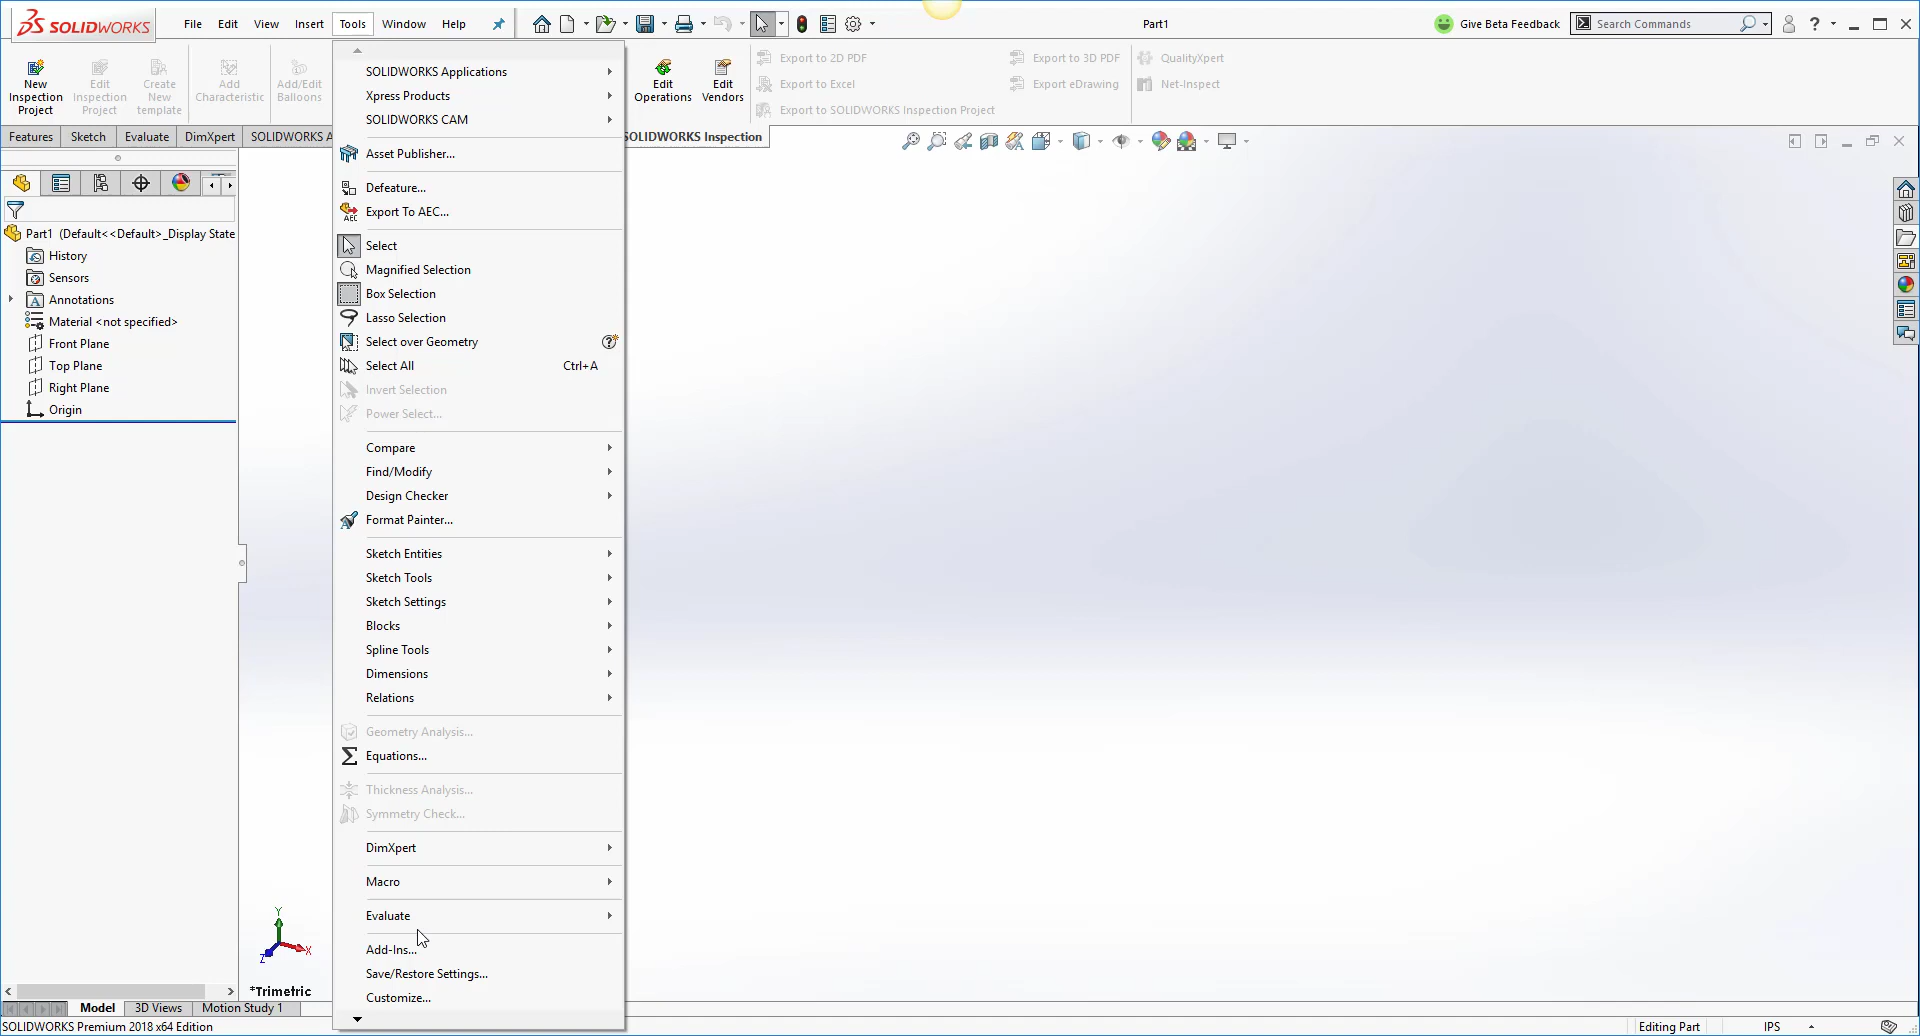 SOLIDWORKS
File Edit View Insert Tools Window Help
Part1
Give Beta Feedback
Search Commands
New Inspection Project
Edit Inspection Project
Create New template
Add Characteristic
Add/Edit Balloons
Edit Operations
Edit Vendors
Export to 2D PDF
Export to Excel
Export to SOLIDWORKS Inspection Project
Export to 3D PDF
Export eDrawing
QualityXpert
Net-Inspect
Features Sketch Evaluate DimXpert SOLIDWORKS A
SOLIDWORKS Inspection
Part1 (Default<<Default>_Display State
History
Sensors
Annotations
Material <not specified>
Front Plane
Top Plane
Right Plane
Origin
SOLIDWORKS Applications
Xpress Products
SOLIDWORKS CAM
Asset Publisher...
Defeature...
Export To AEC...
Select
Magnified Selection
Box Selection
Lasso Selection
Select over Geometry
Select All Ctrl+A
Invert Selection
Power Select...
Compare
Find/Modify
Design Checker
Format Painter...
Sketch Entities
Sketch Tools
Sketch Settings
Blocks
Spline Tools
Dimensions
Relations
Geometry Analysis...
Equations...
Thickness Analysis...
Symmetry Check...
DimXpert
Macro
Evaluate
Add-Ins...
Save/Restore Settings...
Customize...
Y
X
Z
*Trimetric
Model 3D Views Motion Study 1
SOLIDWORKS Premium 2018 x64 Edition
Editing Part
IPS